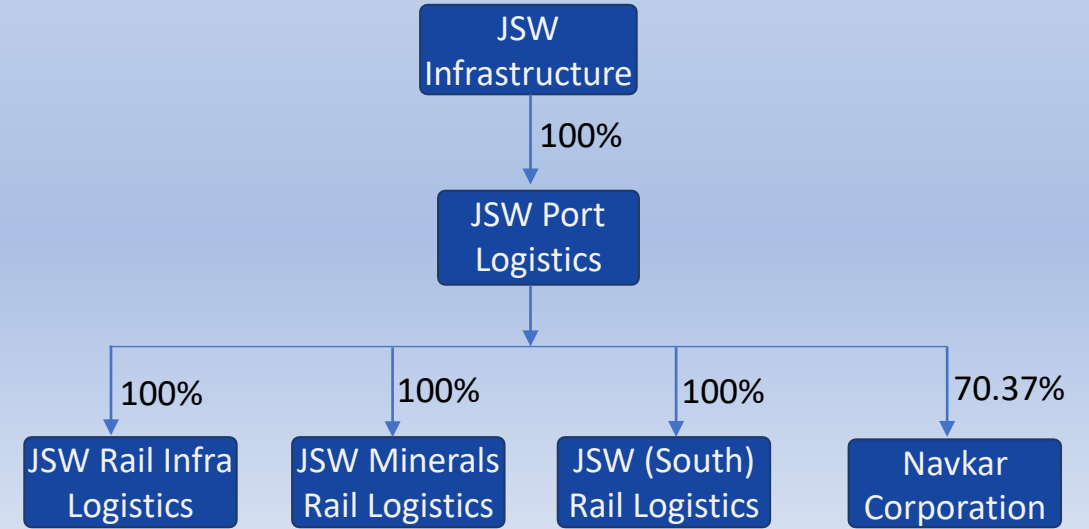 JSW
Infrastructure
100%
JSW Port
Logistics
100%
100%
100%
70.37%
JSW Rail Infra
Logistics
JSW Minerals
Rail Logistics
JSW (South)
Rail Logistics
Navkar
Corporation